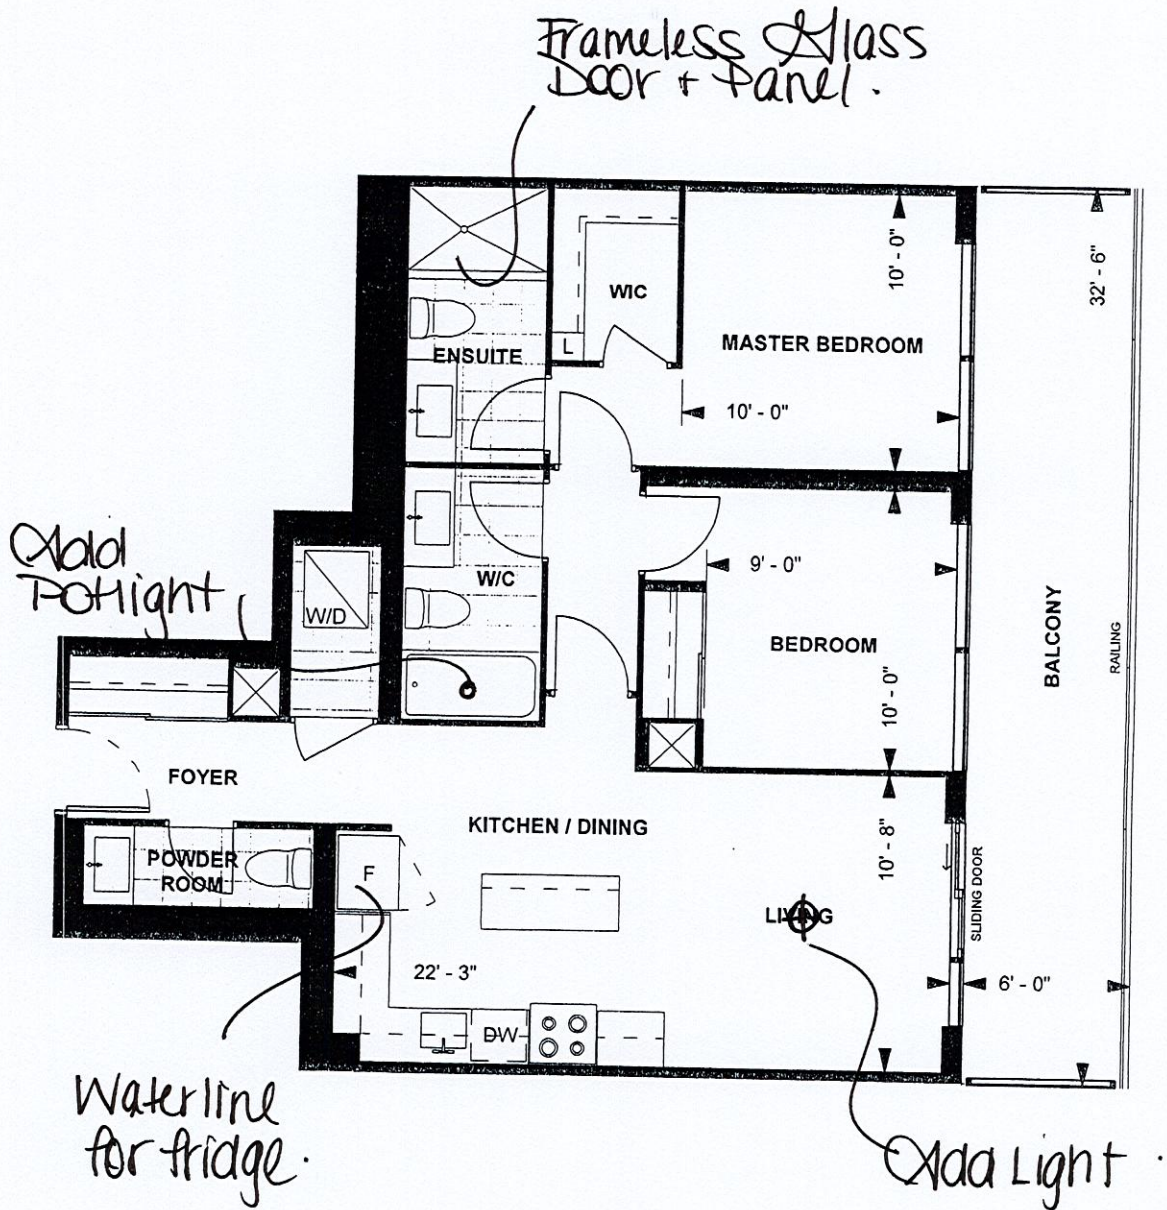 Frameless Glass
Door + Panel.
10' - 0"
32' - 6"
WIC
MASTER BEDROOM
L
ENSUITE
10' - 0"
Add
Potlight
9' - 0"
W/C
W/D
BEDROOM
BALCONY
RAILING
10' - 0"
FOYER
KITCHEN / DINING
10' - 8"
POWDER
ROOM
F
LIVING
SLIDING DOOR
22' - 3"
6' - 0"
DW
Waterline
for fridge.
Add Light.